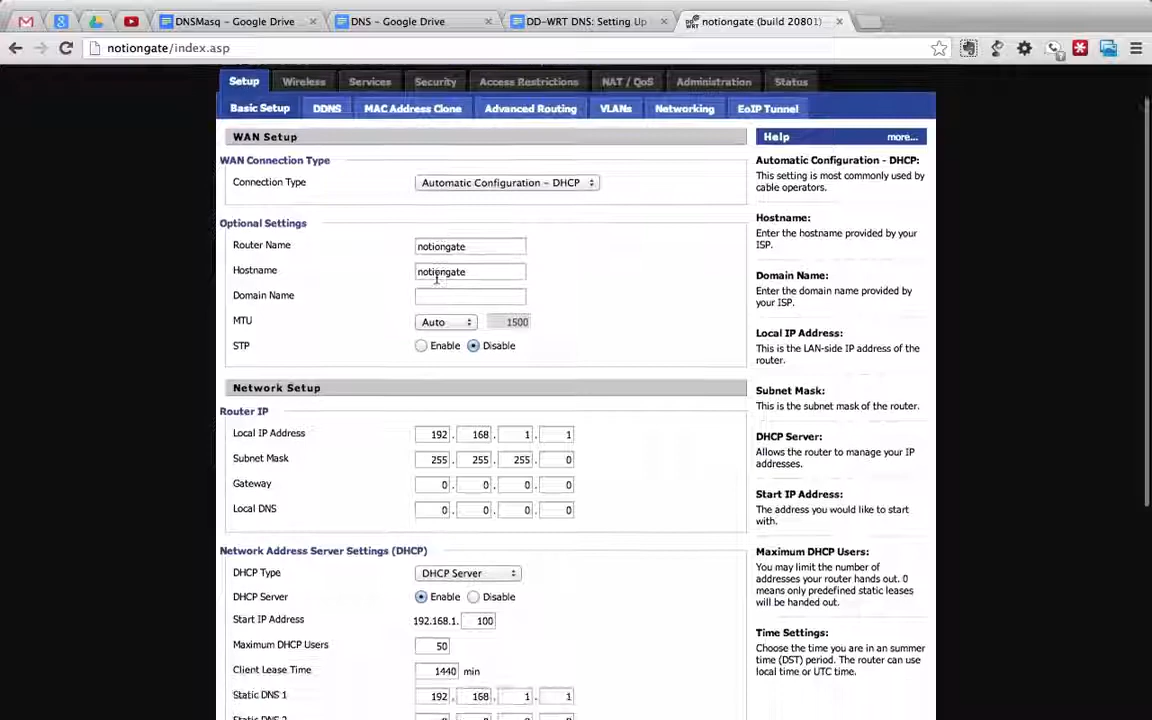 DNSMasq - Google Drive
DNS - Google Drive
DD-WRT DNS: Setting Up
notiongate (build 20801)
notiongate/index.asp
Setup
Wireless
Services
Security
Access Restrictions
NAT / QoS
Administration
Status
Basic Setup
DDNS
MAC Address Clone
Advanced Routing
VLANs
Networking
EoIP Tunnel
WAN Setup
WAN Connection Type
Connection Type Automatic Configuration - DHCP
Optional Settings
Router Name notiongate
Hostname notiongate
Domain Name
MTU Auto 1500
STP Enable Disable
Network Setup
Router IP
Local IP Address 192 . 168 . 1 . 1
Subnet Mask 255 . 255 . 255 . 0
Gateway 0 . 0 . 0 . 0
Local DNS 0 . 0 . 0 . 0
Network Address Server Settings (DHCP)
DHCP Type DHCP Server
DHCP Server Enable Disable
Start IP Address 192.168.1. 100
Maximum DHCP Users 50
Client Lease Time 1440 min
Static DNS 1 192 . 168 . 1 . 1
Static DNS 2
Help more...
Automatic Configuration - DHCP:
This setting is most commonly used by
cable operators.
Hostname:
Enter the hostname provided by your
ISP.
Domain Name:
Enter the domain name provided by
your ISP.
Local IP Address:
This is the LAN-side IP address of the
router.
Subnet Mask:
This is the subnet mask of the router.
DHCP Server:
Allows the router to manage your IP
addresses.
Start IP Address:
The address you would like to start
with.
Maximum DHCP Users:
You may limit the number of
addresses your router hands out. 0
means only predefined static leases
will be handed out.
Time Settings:
Choose the time you are in an summer
time (DST) period. The router can use
local time or UTC time.